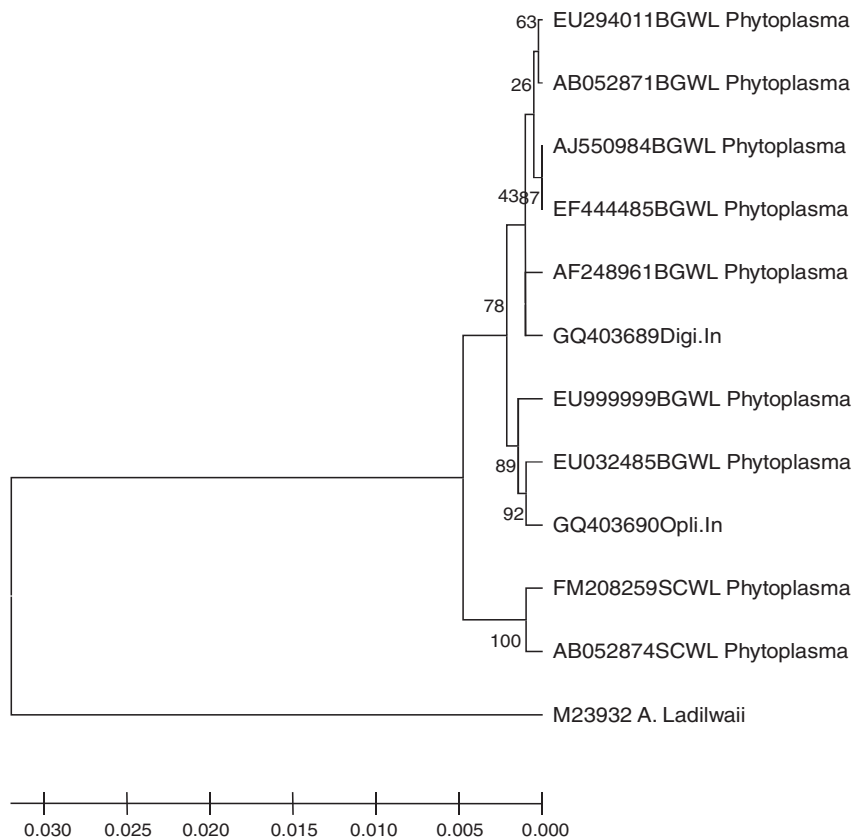 63
EU294011BGWL Phytoplasma
26
AB052871BGWL Phytoplasma
AJ550984BGWL Phytoplasma
43
87
EF444485BGWL Phytoplasma
AF248961BGWL Phytoplasma
78
GQ403689Digi.In
EU999999BGWL Phytoplasma
89
EU032485BGWL Phytoplasma
92
GQ403690Opli.In
FM208259SCWL Phytoplasma
100
AB052874SCWL Phytoplasma
M23932 A. Ladilwaii
0.030 0.025 0.020 0.015 0.010 0.005 0.000